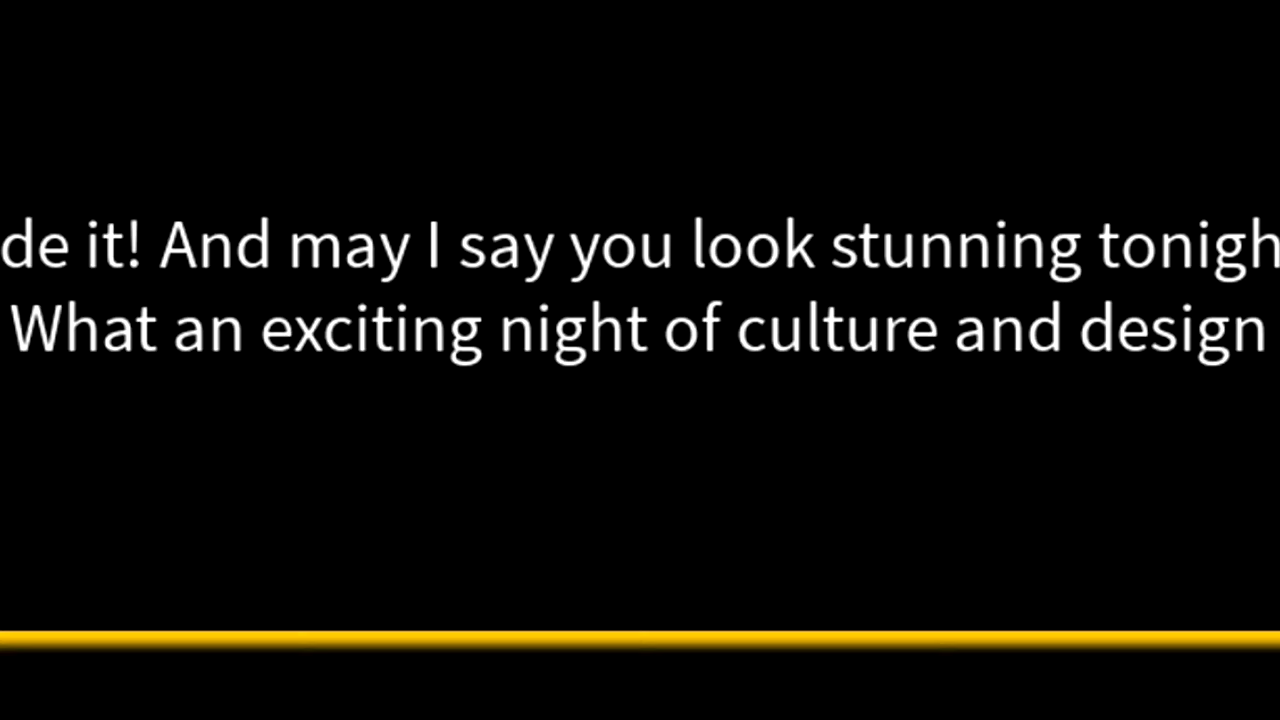 de it! And may I say you look stunning tonigh
What an exciting night of culture and design